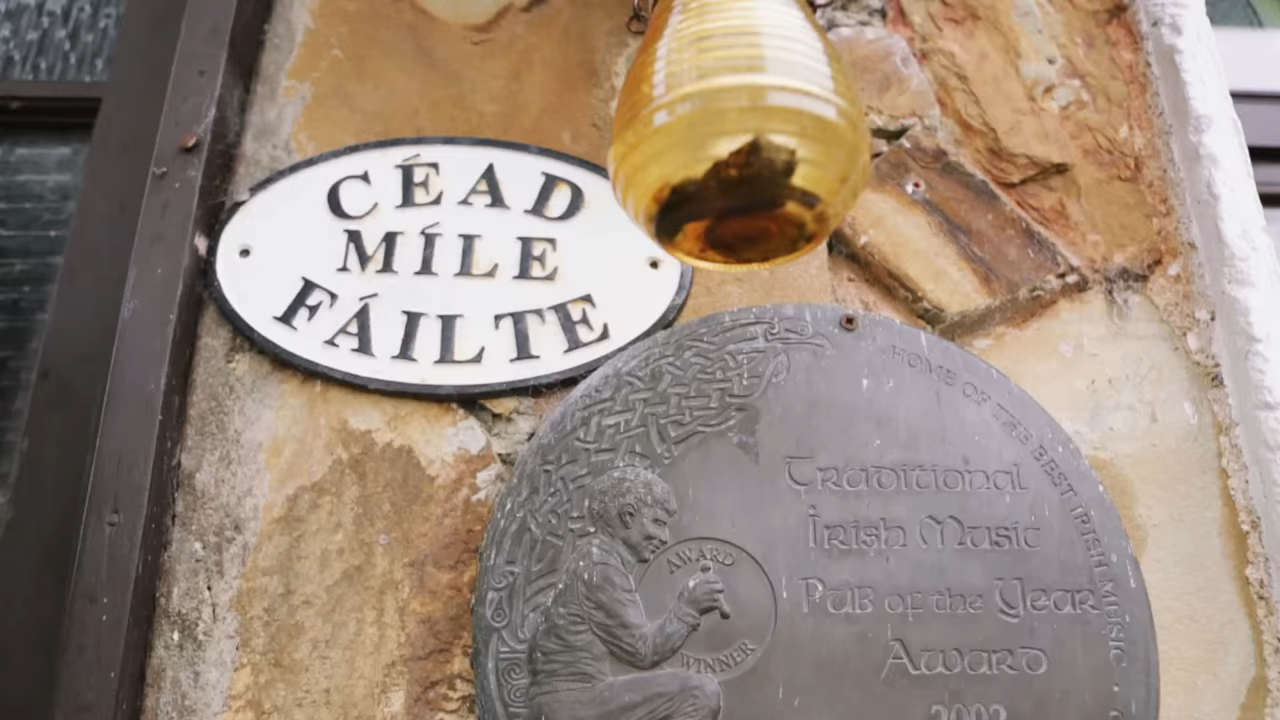 CÉAD
MÍLE
FÁILTE
HOME OF THE BEST IRISH MUSIC
Traditional
Irish Music
Pub of the Year
Award
AWARD
WINNER